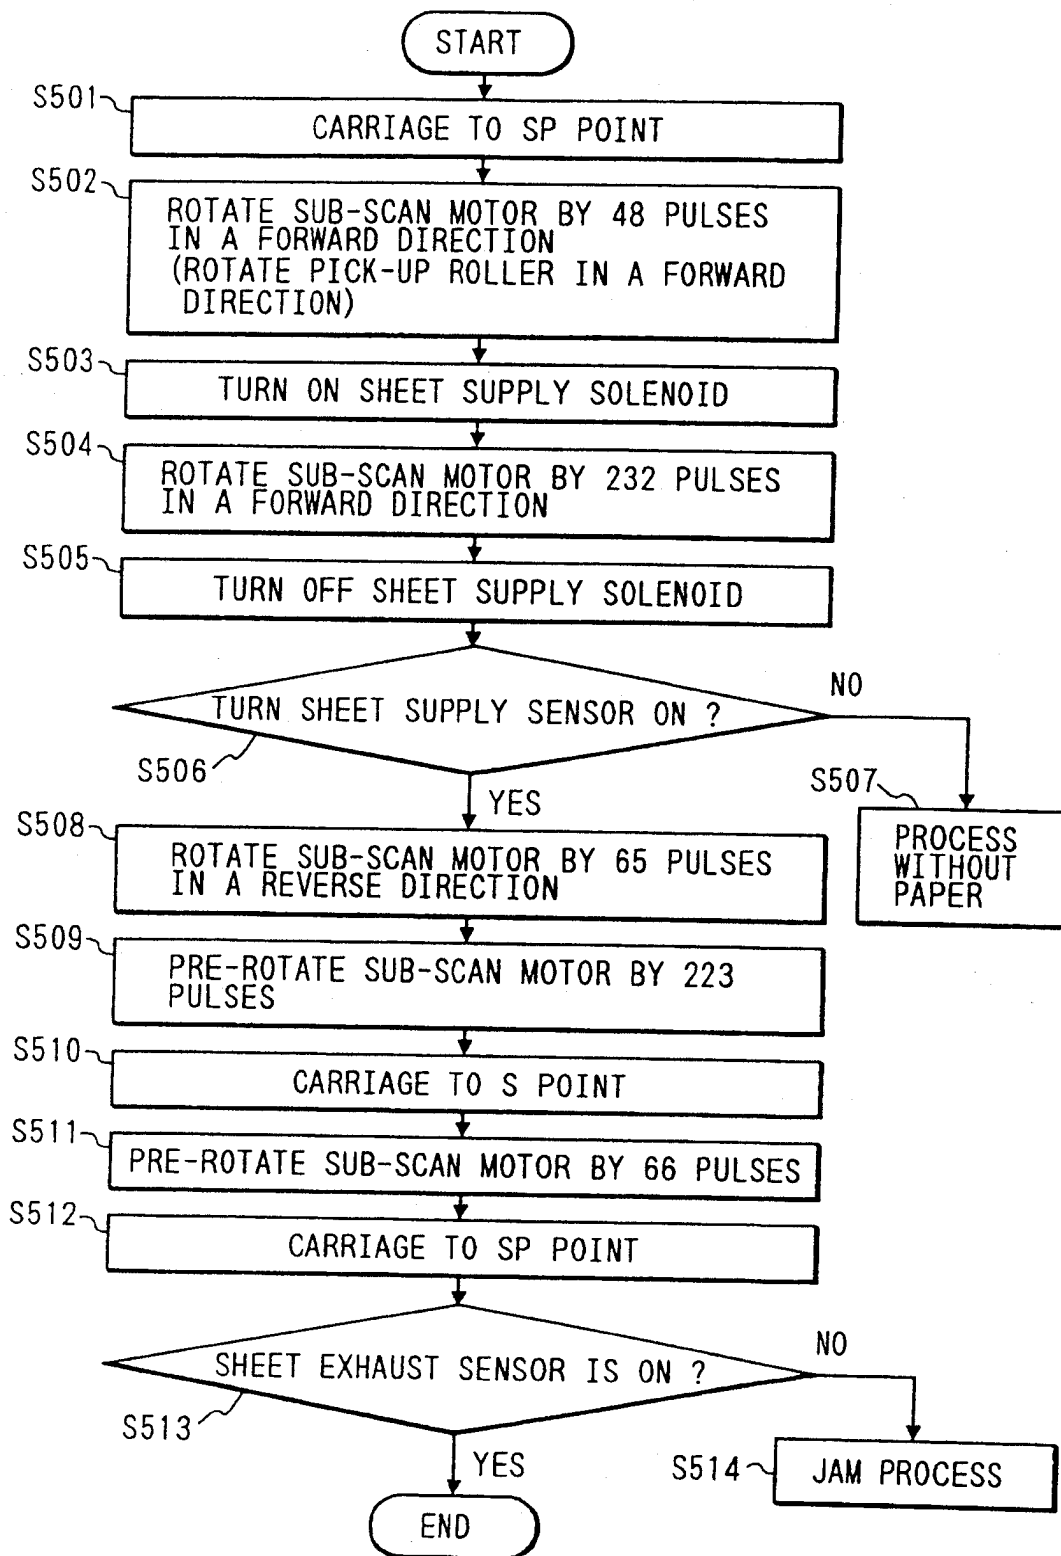 START
S501
CARRIAGE TO SP POINT
S502
ROTATE SUB-SCAN MOTOR BY 48 PULSES
IN A FORWARD DIRECTION
(ROTATE PICK-UP ROLLER IN A FORWARD
DIRECTION)
S503
TURN ON SHEET SUPPLY SOLENOID
S504
ROTATE SUB-SCAN MOTOR BY 232 PULSES
IN A FORWARD DIRECTION
S505
TURN OFF SHEET SUPPLY SOLENOID
TURN SHEET SUPPLY SENSOR ON ?
NO
S506
YES
S507
PROCESS
WITHOUT
PAPER
S508
ROTATE SUB-SCAN MOTOR BY 65 PULSES
IN A REVERSE DIRECTION
S509
PRE-ROTATE SUB-SCAN MOTOR BY 223
PULSES
S510
CARRIAGE TO S POINT
S511
PRE-ROTATE SUB-SCAN MOTOR BY 66 PULSES
S512
CARRIAGE TO SP POINT
SHEET EXHAUST SENSOR IS ON ?
NO
S513
YES
S514
JAM PROCESS
END